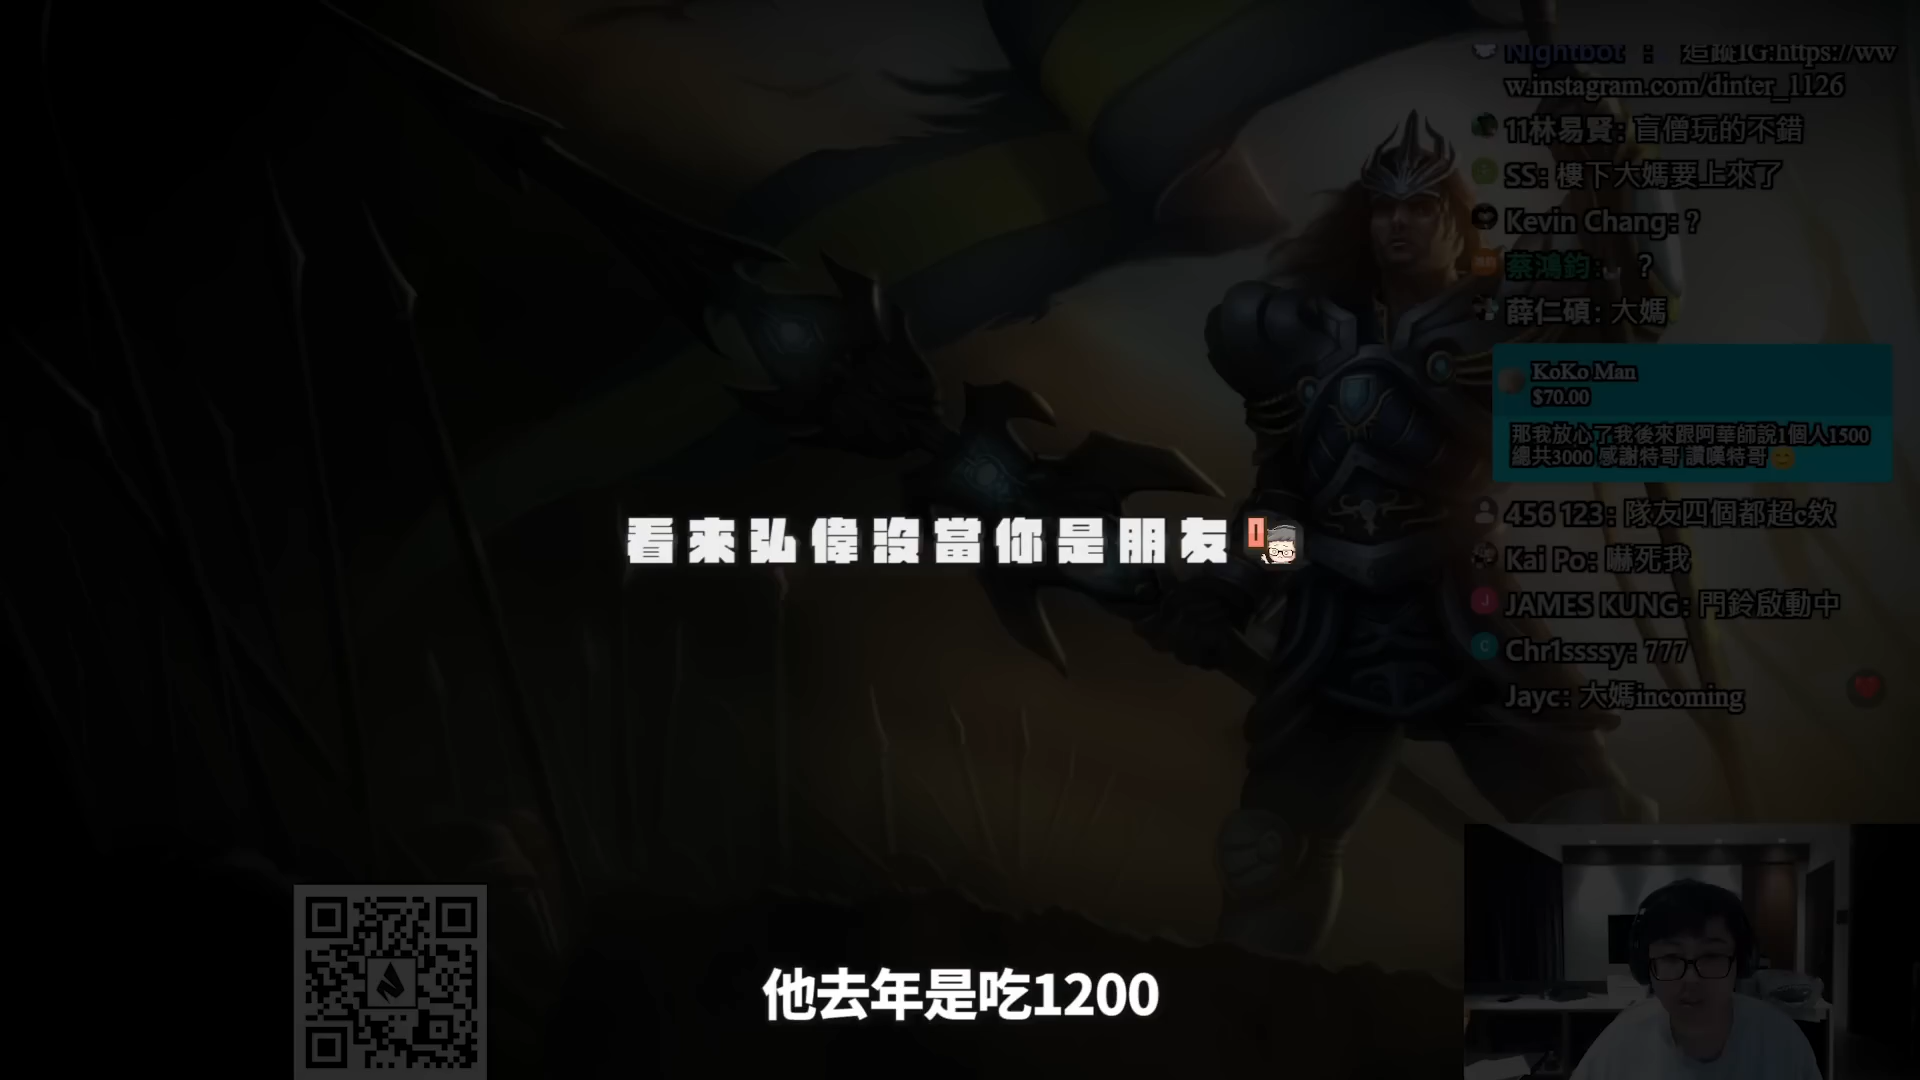 Nightbot : 追蹤IG:https://ww
w.instagram.com/dinter_1126
11林易賢: 盲僧玩的不錯
SS: 樓下大媽要上來了
Kevin Chang: ?
蔡鴻鈞: ?
薛仁碩: 大媽
KoKo Man
$70.00
那我放心了我後來跟阿華師說1個人1500
總共3000 感謝特哥 讚嘆特哥😊
看來弘偉沒當你是朋友
456 123: 隊友四個都超c欸
Kai Po: 嚇死我
JAMES KUNG: 門鈴啟動中
Chr1ssssy: 777
Jayc: 大媽incoming
他去年是吃1200